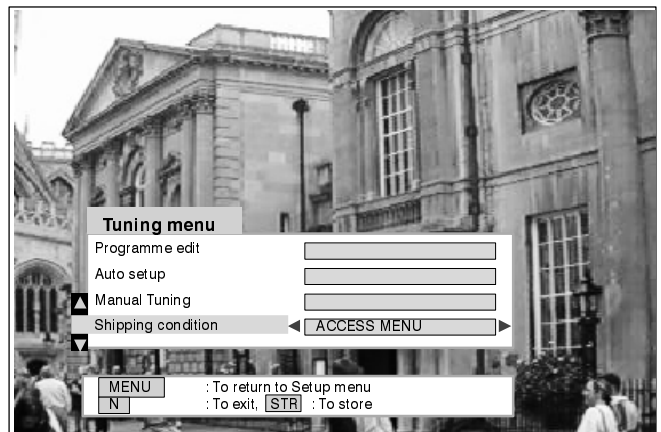 Tuning menu
Programme edit
Auto setup
Manual Tuning
Shipping condition ACCESS MENU
MENU : To return to Setup menu
N : To exit, STR : To store